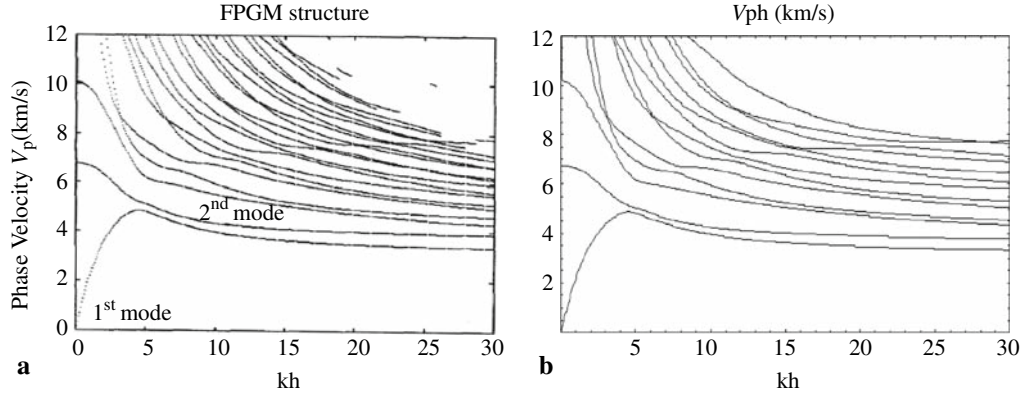 FPGM structure
Phase Velocity Vp(km/s)
12
10
8
6
4
2
0
2nd mode
1st mode
0 5 10 15 20 25 30
kh
a
Vph (km/s)
12
10
8
6
4
2
5 10 15 20 25 30
kh
b